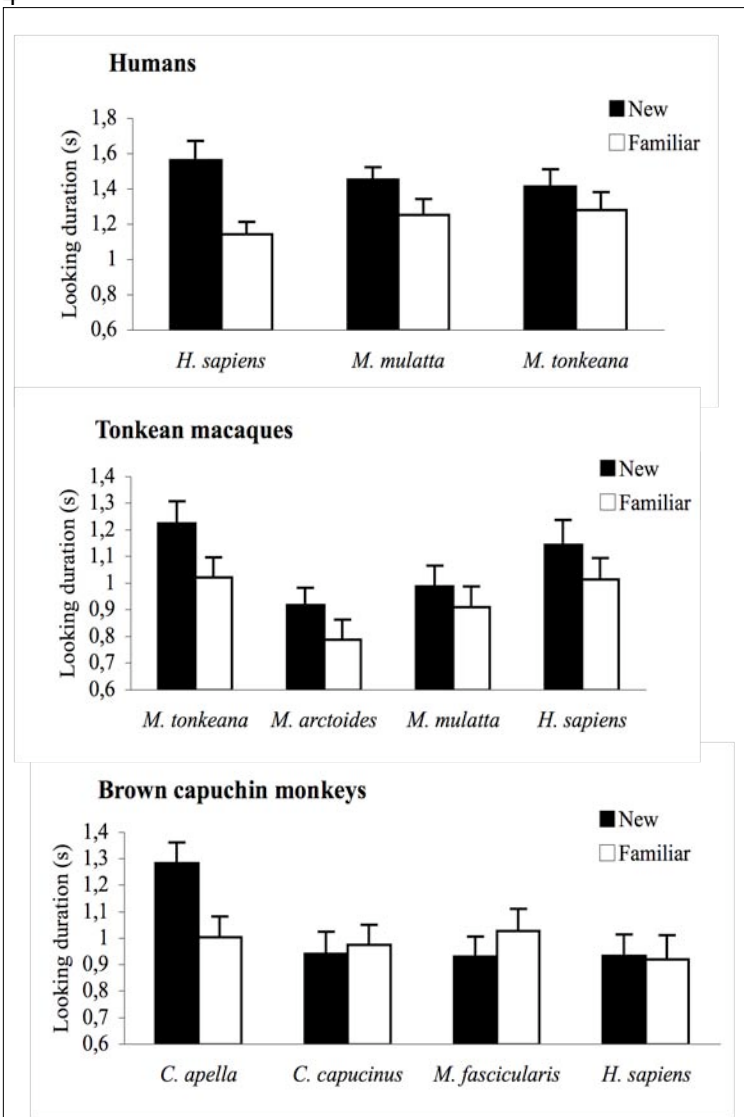 Humans
New
Familiar
Looking duration (s)
1,8
1,6
1,4
1,2
1
0,8
0,6
H. sapiens M. mulatta M. tonkeana
Tonkean macaques
New
Familiar
Looking duration (s)
1,4
1,3
1,2
1,1
1
0,9
0,8
0,7
0,6
M. tonkeana M. arctoides M. mulatta H. sapiens
Brown capuchin monkeys
New
Familiar
Looking duration (s)
1,4
1,3
1,2
1,1
1
0,9
0,8
0,7
0,6
C. apella C. capucinus M. fascicularis H. sapiens